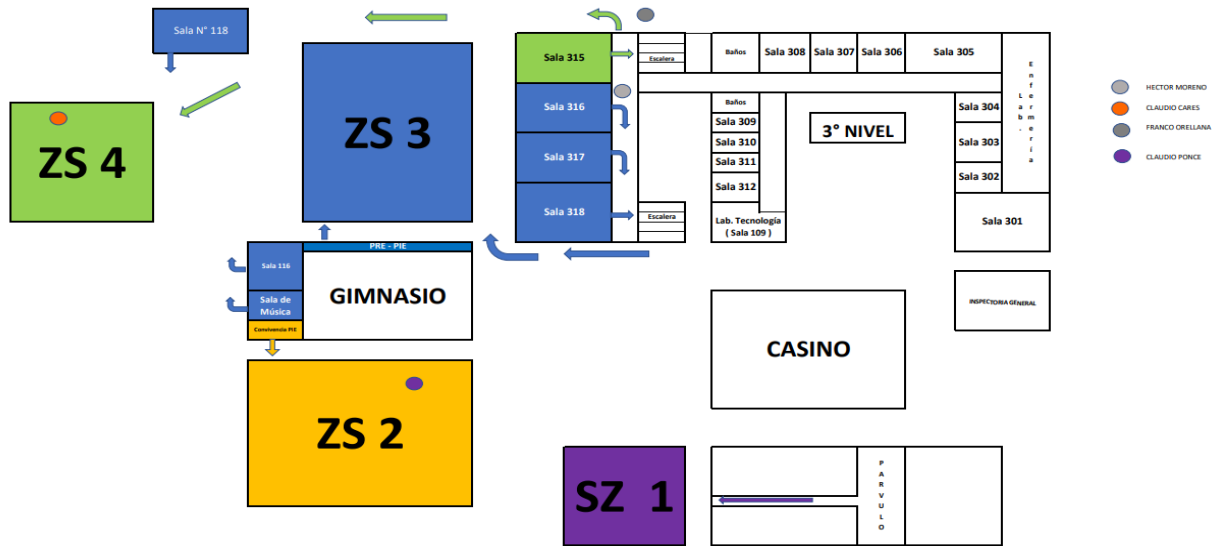 Sala N° 118
ZS 4
ZS 3
Sala 315
Sala 316
Sala 317
Sala 318
Escalera
Escalera
Baños
Sala 308
Sala 307
Sala 306
Sala 305
Lab.
Enfermería
Baños
Sala 309
Sala 310
Sala 311
Sala 312
Lab. Tecnología
( Sala 109 )
3° NIVEL
Sala 304
Sala 303
Sala 302
Sala 301
HECTOR MORENO
CLAUDIO CARES
FRANCO ORELLANA
CLAUDIO PONCE
PRE - PIE
Sala 116
Sala de
Música
Convivencia PIE
GIMNASIO
INSPECTORIA GENERAL
CASINO
ZS 2
SZ 1
PARVULO